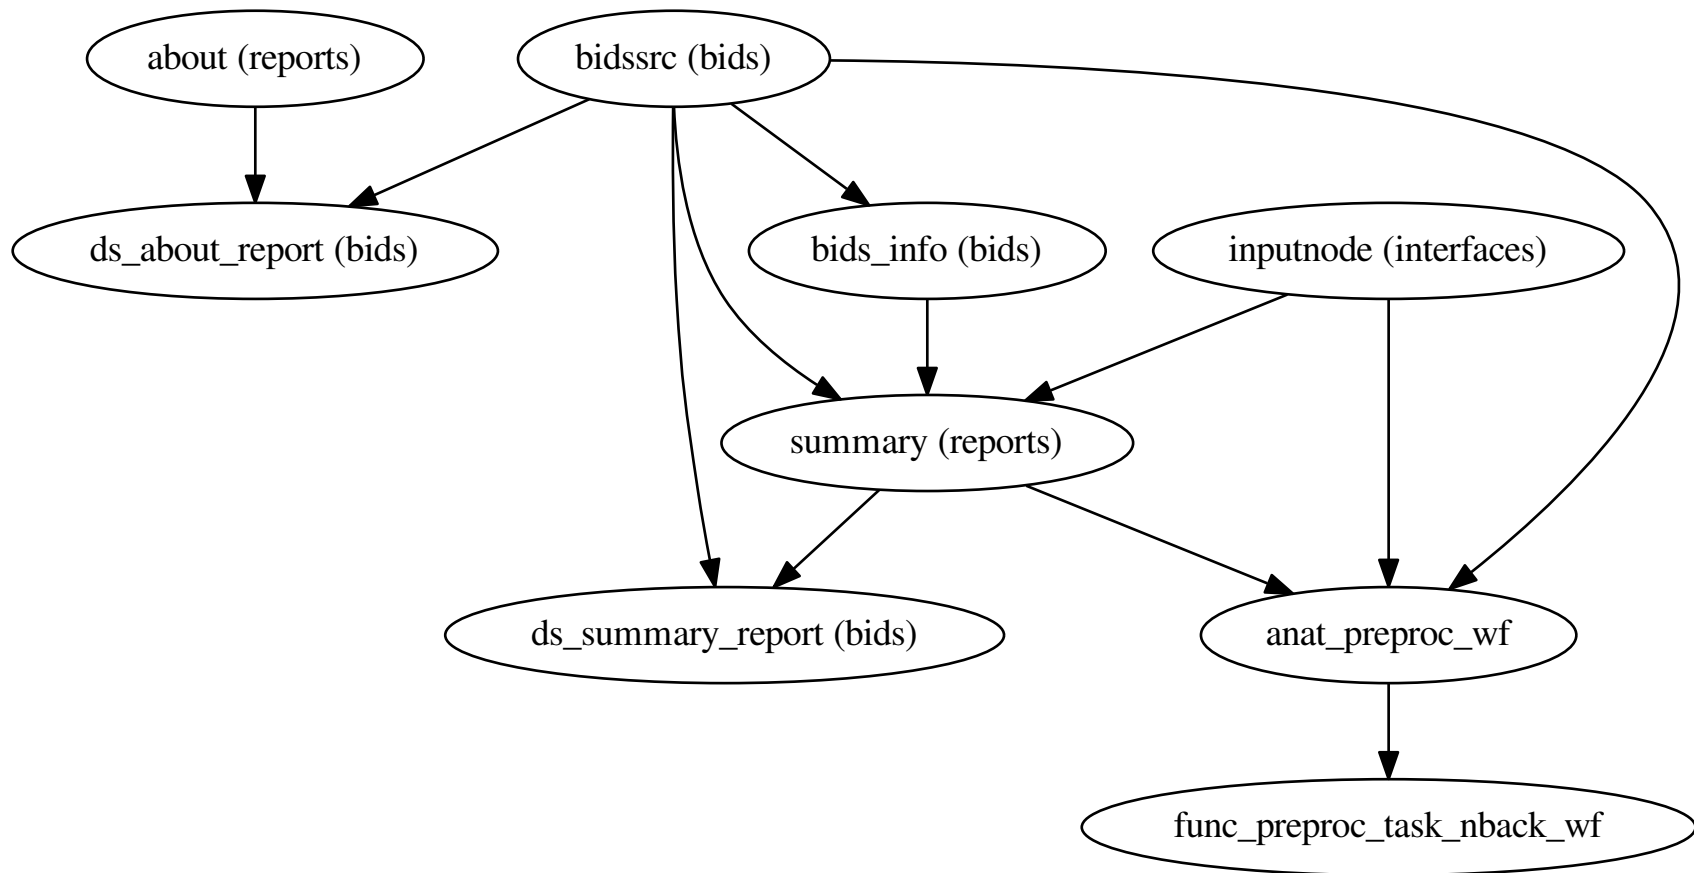 about (reports)
bidssrc (bids)
ds_about_report (bids)
bids_info (bids)
inputnode (interfaces)
summary (reports)
ds_summary_report (bids)
anat_preproc_wf
func_preproc_task_nback_wf